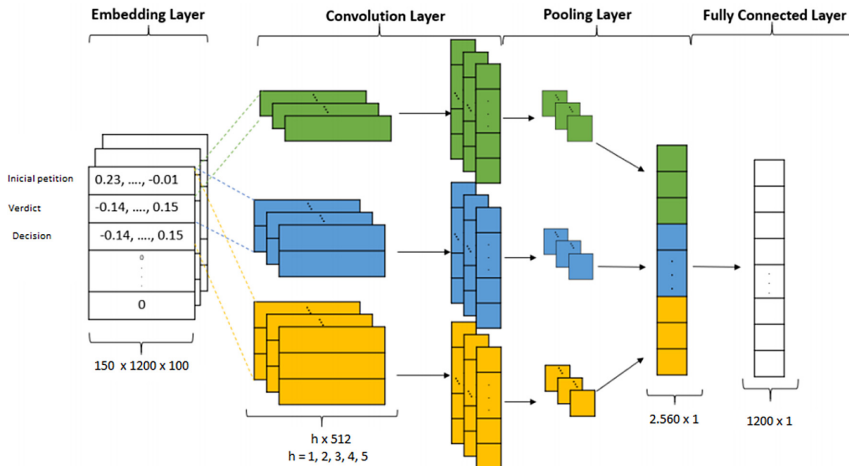 Embedding Layer
Convolution Layer
Pooling Layer
Fully Connected Layer
Inicial petition
0.23, ...., -0.01
Verdict
-0.14, ...., 0.15
Decision
-0.14, ...., 0.15
0
0
150 x 1200 x 100
h x 512
h = 1, 2, 3, 4, 5
2.560 x 1
1200 x 1